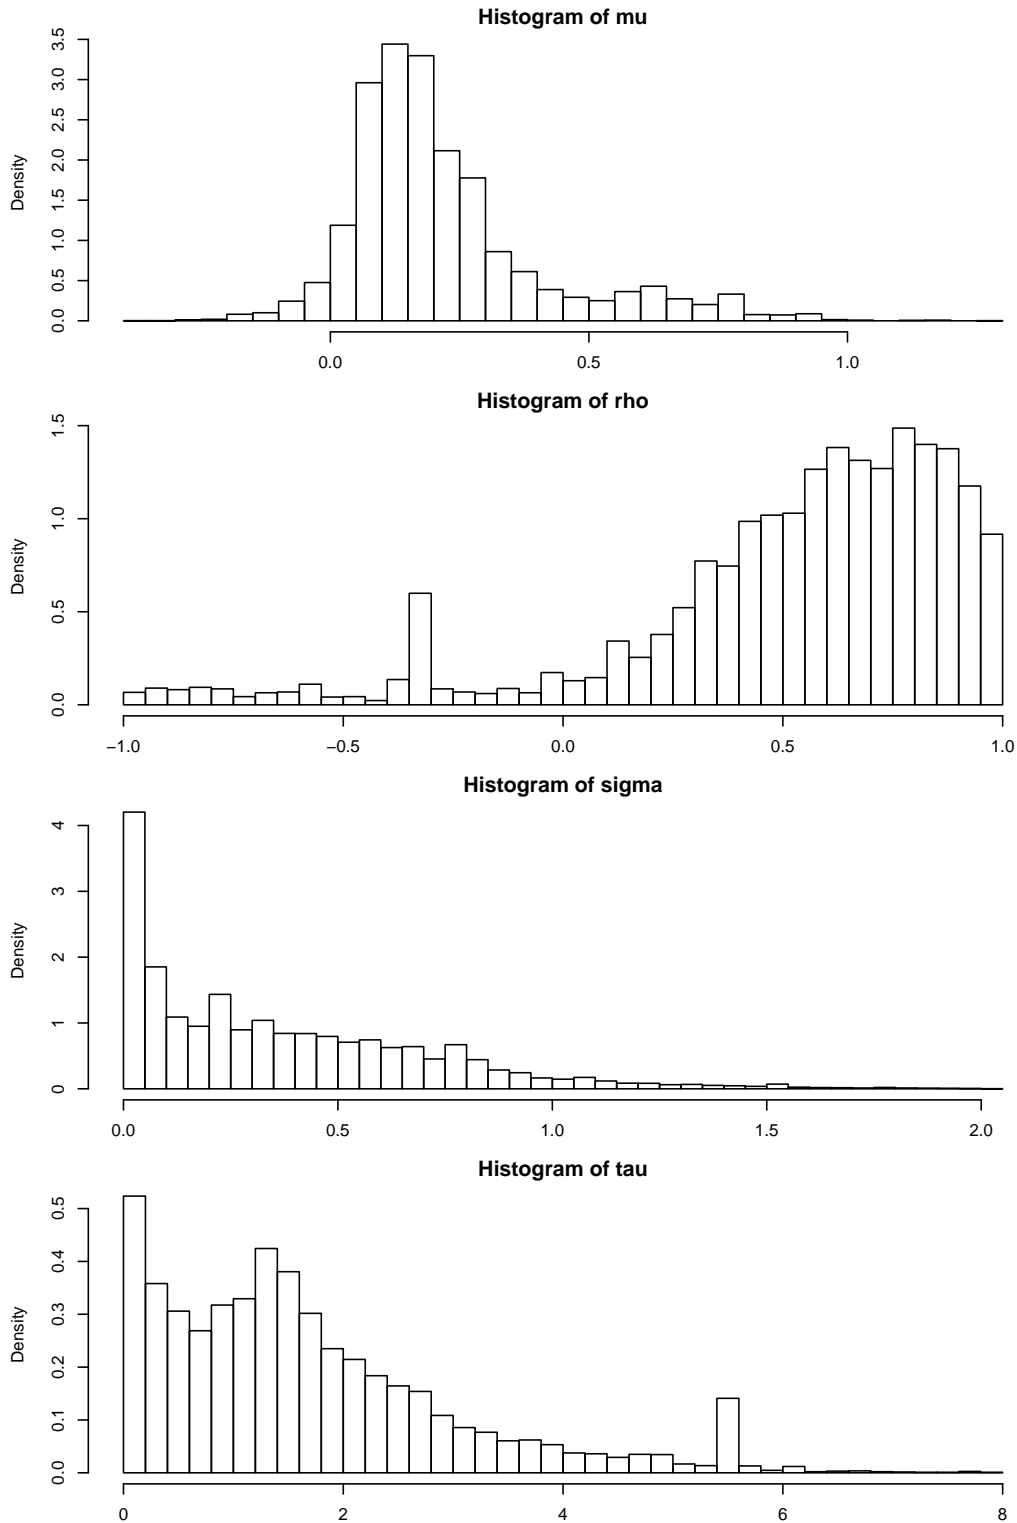 Histogram of mu
Density
0.0 0.5 1.0 1.5 2.0 2.5 3.0 3.5
0.0 0.5 1.0
Histogram of rho
Density
0.0 0.5 1.0 1.5
−1.0 −0.5 0.0 0.5 1.0
Histogram of sigma
Density
0 1 2 3 4
0.0 0.5 1.0 1.5 2.0
Histogram of tau
Density
0.0 0.1 0.2 0.3 0.4 0.5
0 2 4 6 8